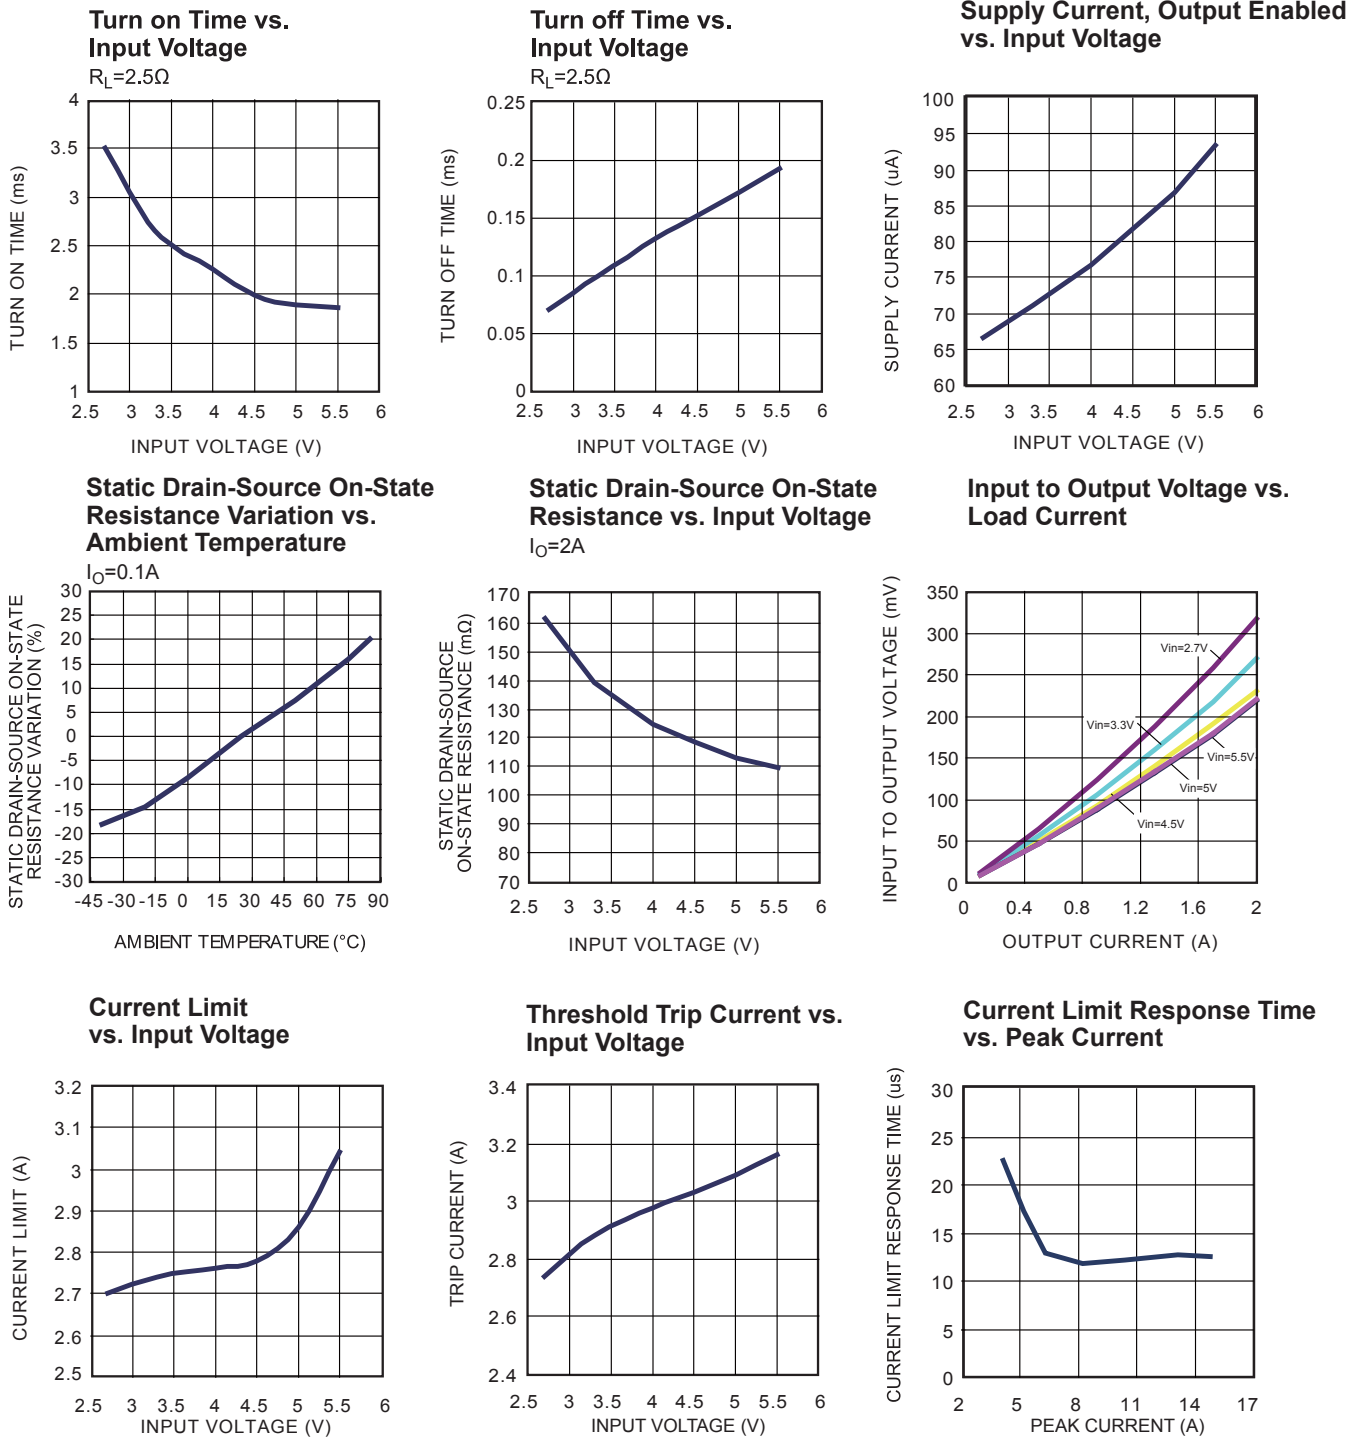 Turn on Time vs.
Input Voltage
RL=2.5Ω
4
3.5
3
2.5
2
1.5
1
2.5 3 3.5 4 4.5 5 5.5 6
TURN ON TIME (ms)
INPUT VOLTAGE (V)
Turn off Time vs.
Input Voltage
RL=2.5Ω
0.25
0.2
0.15
0.1
0.05
0
2.5 3 3.5 4 4.5 5 5.5 6
TURN OFF TIME (ms)
INPUT VOLTAGE (V)
Supply Current, Output Enabled
vs. Input Voltage
100
95
90
85
80
75
70
65
60
2.5 3 3.5 4 4.5 5 5.5 6
SUPPLY CURRENT (uA)
INPUT VOLTAGE (V)
Static Drain-Source On-State
Resistance Variation vs.
Ambient Temperature
IO=0.1A
30
25
20
15
10
5
0
-5
-10
-15
-20
-25
-30
-45 -30 -15 0 15 30 45 60 75 90
STATIC DRAIN-SOURCE ON-STATE
RESISTANCE VARIATION (%)
AMBIENT TEMPERATURE (°C)
Static Drain-Source On-State
Resistance vs. Input Voltage
IO=2A
170
160
150
140
130
120
110
100
90
80
70
2.5 3 3.5 4 4.5 5 5.5 6
STATIC DRAIN-SOURCE
ON-STATE RESISTANCE (mΩ)
INPUT VOLTAGE (V)
Input to Output Voltage vs.
Load Current
350
300
250
200
150
100
50
0
0 0.4 0.8 1.2 1.6 2
Vin=2.7V
Vin=3.3V
Vin=5.5V
Vin=5V
Vin=4.5V
INPUT TO OUTPUT VOLTAGE (mV)
OUTPUT CURRENT (A)
Current Limit
vs. Input Voltage
3.2
3.1
3
2.9
2.8
2.7
2.6
2.5
2.5 3 3.5 4 4.5 5 5.5 6
CURRENT LIMIT (A)
INPUT VOLTAGE (V)
Threshold Trip Current vs.
Input Voltage
3.4
3.2
3
2.8
2.6
2.4
2.5 3 3.5 4 4.5 5 5.5 6
TRIP CURRENT (A)
INPUT VOLTAGE (V)
Current Limit Response Time
vs. Peak Current
30
25
20
15
10
5
0
2 5 8 11 14 17
CURRENT LIMIT RESPONSE TIME (us)
PEAK CURRENT (A)